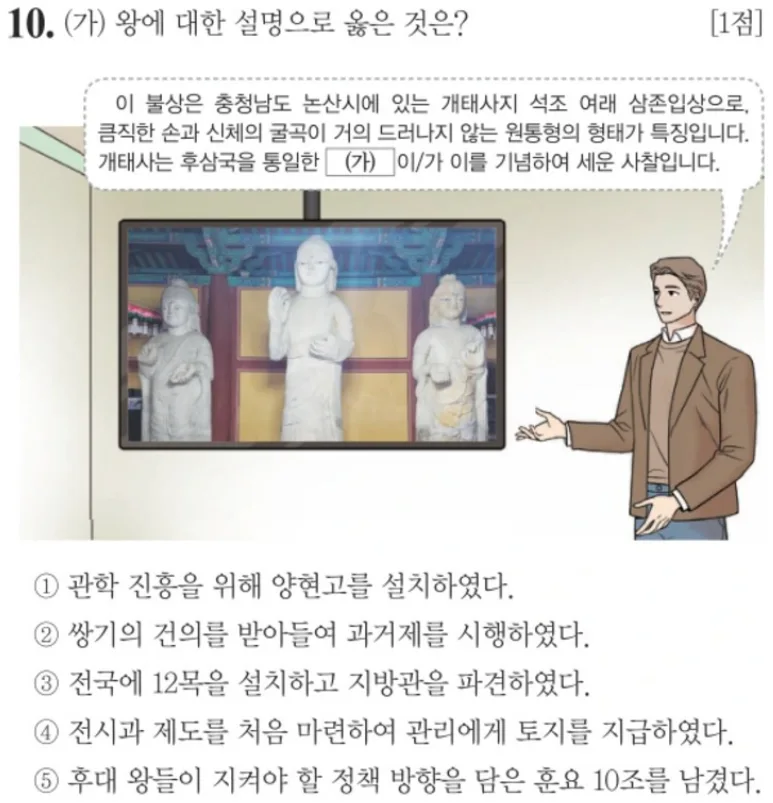 10. (가) 왕에 대한 설명으로 옳은 것은? [1점]
이 불상은 충청남도 논산시에 있는 개태사지 석조 여래 삼존입상으로,
큼직한 손과 신체의 굴곡이 거의 드러나지 않는 원통형의 형태가 특징입니다.
개태사는 후삼국을 통일한 (가) 이/가 이를 기념하여 세운 사찰입니다.
① 관학 진흥을 위해 양현고를 설치하였다.
② 쌍기의 건의를 받아들여 과거제를 시행하였다.
③ 전국에 12목을 설치하고 지방관을 파견하였다.
④ 전시과 제도를 처음 마련하여 관리에게 토지를 지급하였다.
⑤ 후대 왕들이 지켜야 할 정책 방향을 담은 훈요 10조를 남겼다.